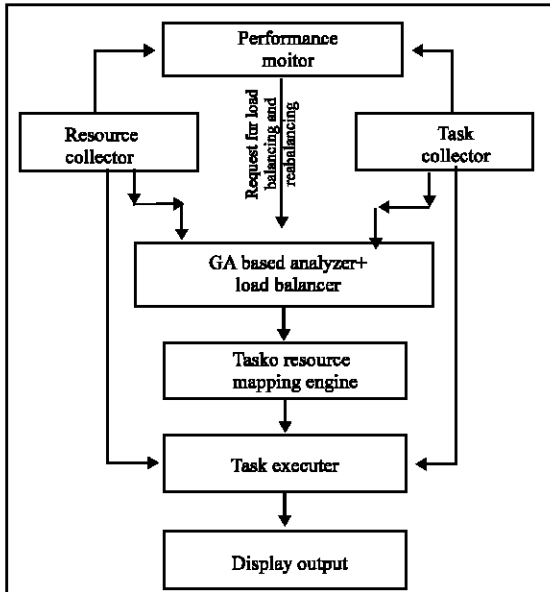 Performance
moitor
Resource
collector
Request for load
balancing and
reabalancing
Task
collector
GA based analyzer+
load balancer
Tasko resource
mapping engine
Task executer
Display output